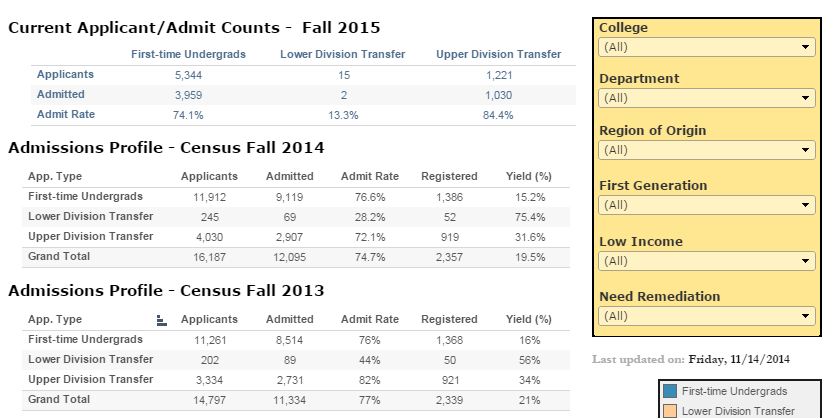 Current Applicant/Admit Counts -  Fall 2015
First-time Undergrads Lower Division Transfer Upper Division Transfer
Applicants 5,344 15 1,221
Admitted 3,959 2 1,030
Admit Rate 74.1% 13.3% 84.4%
Admissions Profile - Census Fall 2014
App. Type Applicants Admitted Admit Rate Registered Yield (%)
First-time Undergrads 11,912 9,119 76.6% 1,386 15.2%
Lower Division Transfer 245 69 28.2% 52 75.4%
Upper Division Transfer 4,030 2,907 72.1% 919 31.6%
Grand Total 16,187 12,095 74.7% 2,357 19.5%
Admissions Profile - Census Fall 2013
App. Type Applicants Admitted Admit Rate Registered Yield (%)
First-time Undergrads 11,261 8,514 76% 1,368 16%
Lower Division Transfer 202 89 44% 50 56%
Upper Division Transfer 3,334 2,731 82% 921 34%
Grand Total 14,797 11,334 77% 2,339 21%
College
(All)
Department
(All)
Region of Origin
(All)
First Generation
(All)
Low Income
(All)
Need Remediation
(All)
Last updated on: Friday, 11/14/2014
First-time Undergrads
Lower Division Transfer